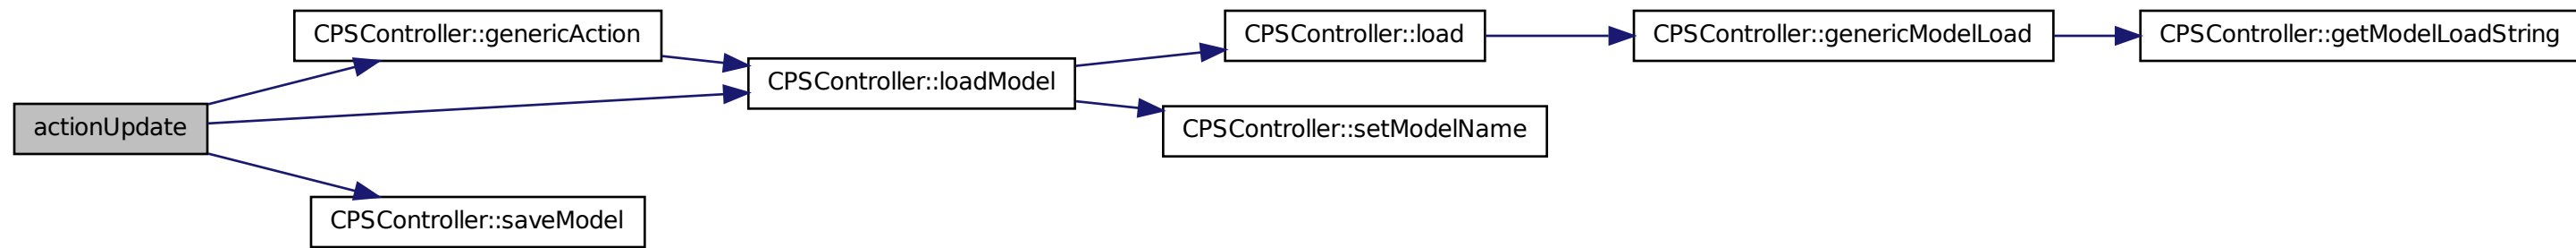 actionUpdate
CPSController::genericAction
CPSController::saveModel
CPSController::loadModel
CPSController::load
CPSController::setModelName
CPSController::genericModelLoad
CPSController::getModelLoadString